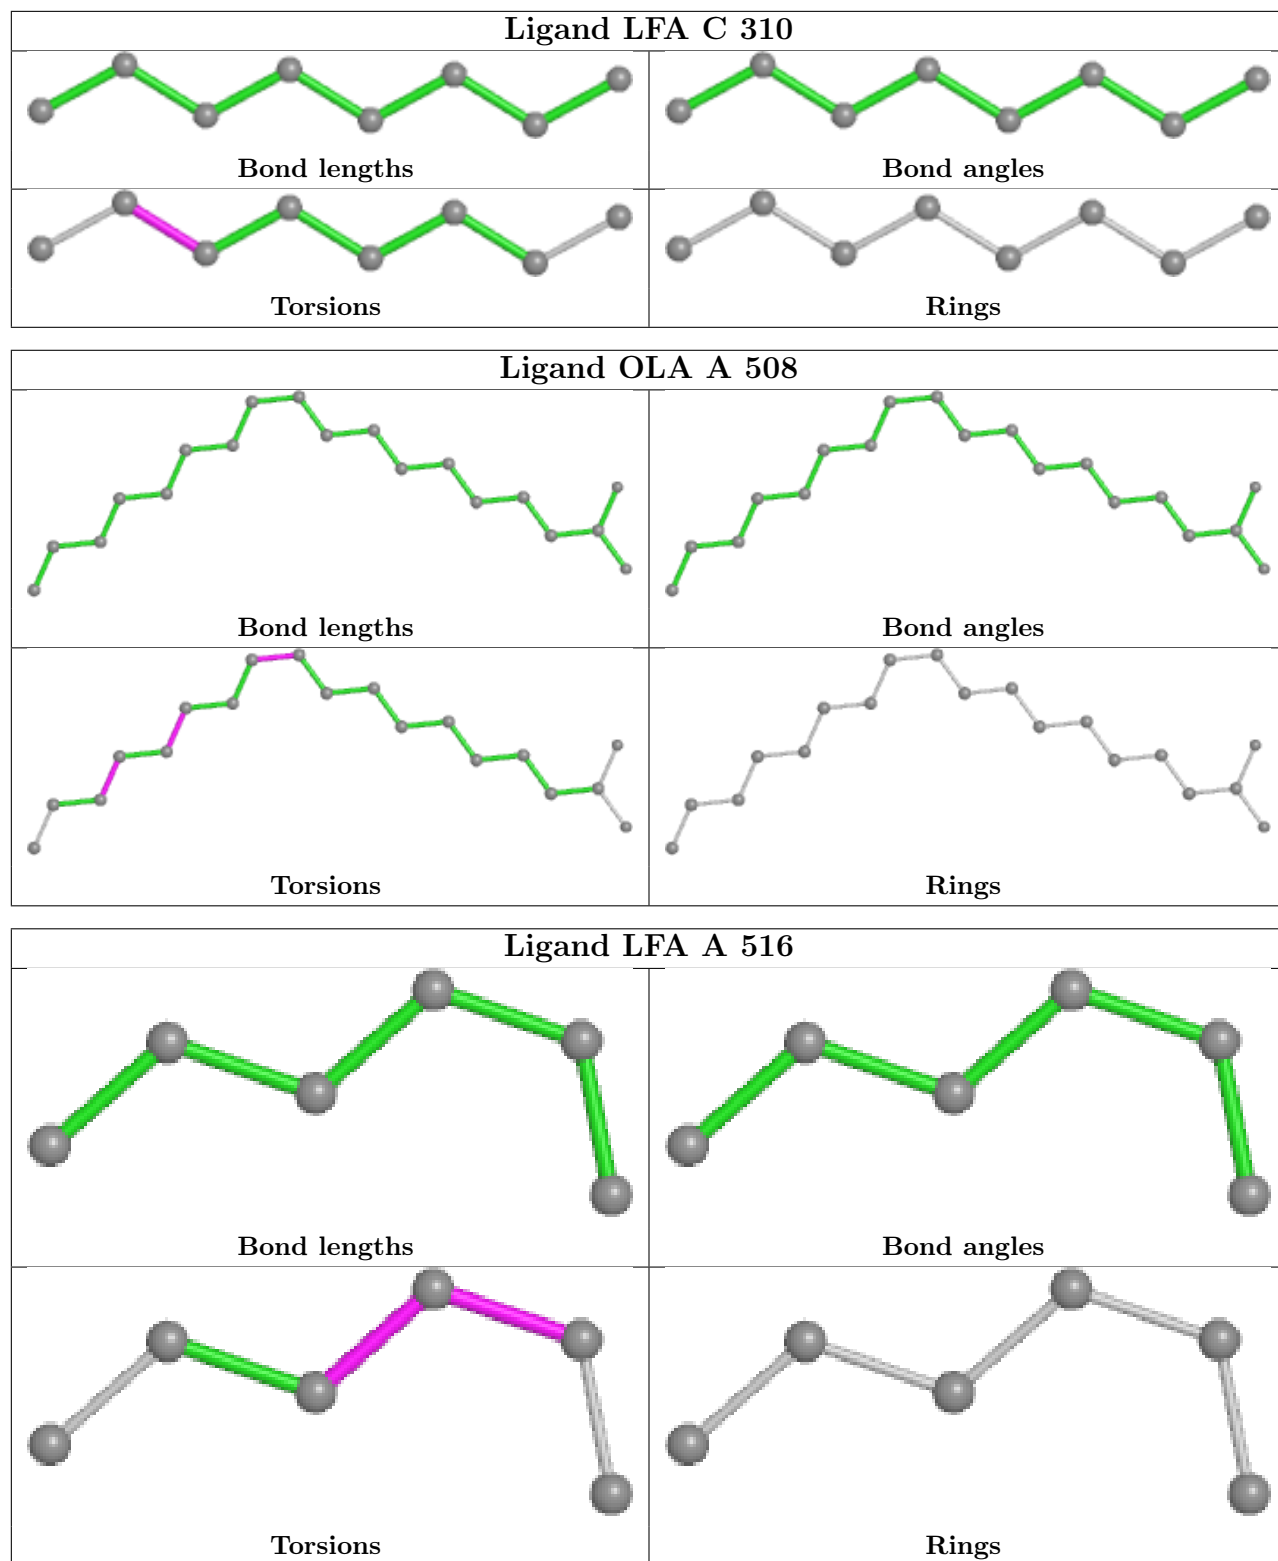 Ligand LFA C 310
Bond lengths
Bond angles
Torsions
Rings
Ligand OLA A 508
Bond lengths
Bond angles
Torsions
Rings
Ligand LFA A 516
Bond lengths
Bond angles
Torsions
Rings